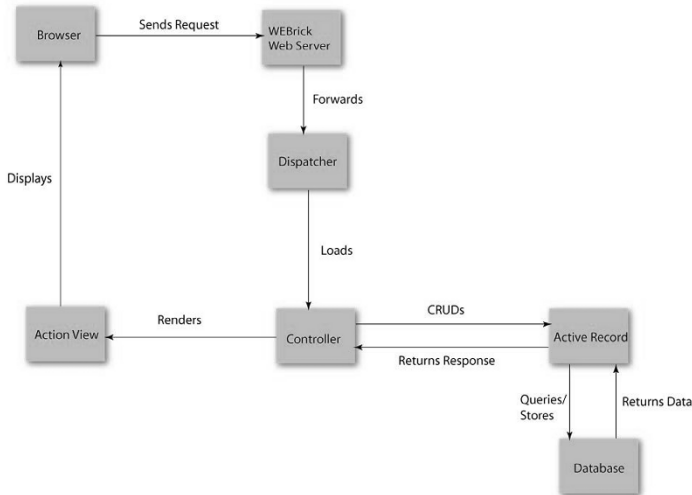 Browser
Sends Request
WEBrick
Web Server
Forwards
Dispatcher
Displays
Loads
Action View
Renders
Controller
CRUDs
Returns Response
Active Record
Queries/
Stores
Returns Data
Database